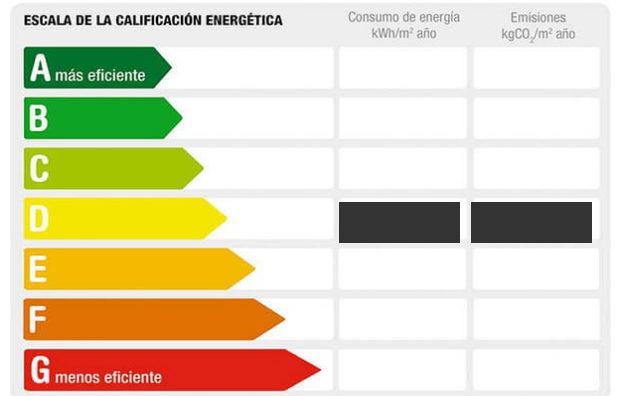 ESCALA DE LA CALIFICACIÓN ENERGÉTICA
Consumo de energía
kWh/m² año
Emisiones
kgCO₂/m² año
A más eficiente
B
C
D
E
F
G menos eficiente